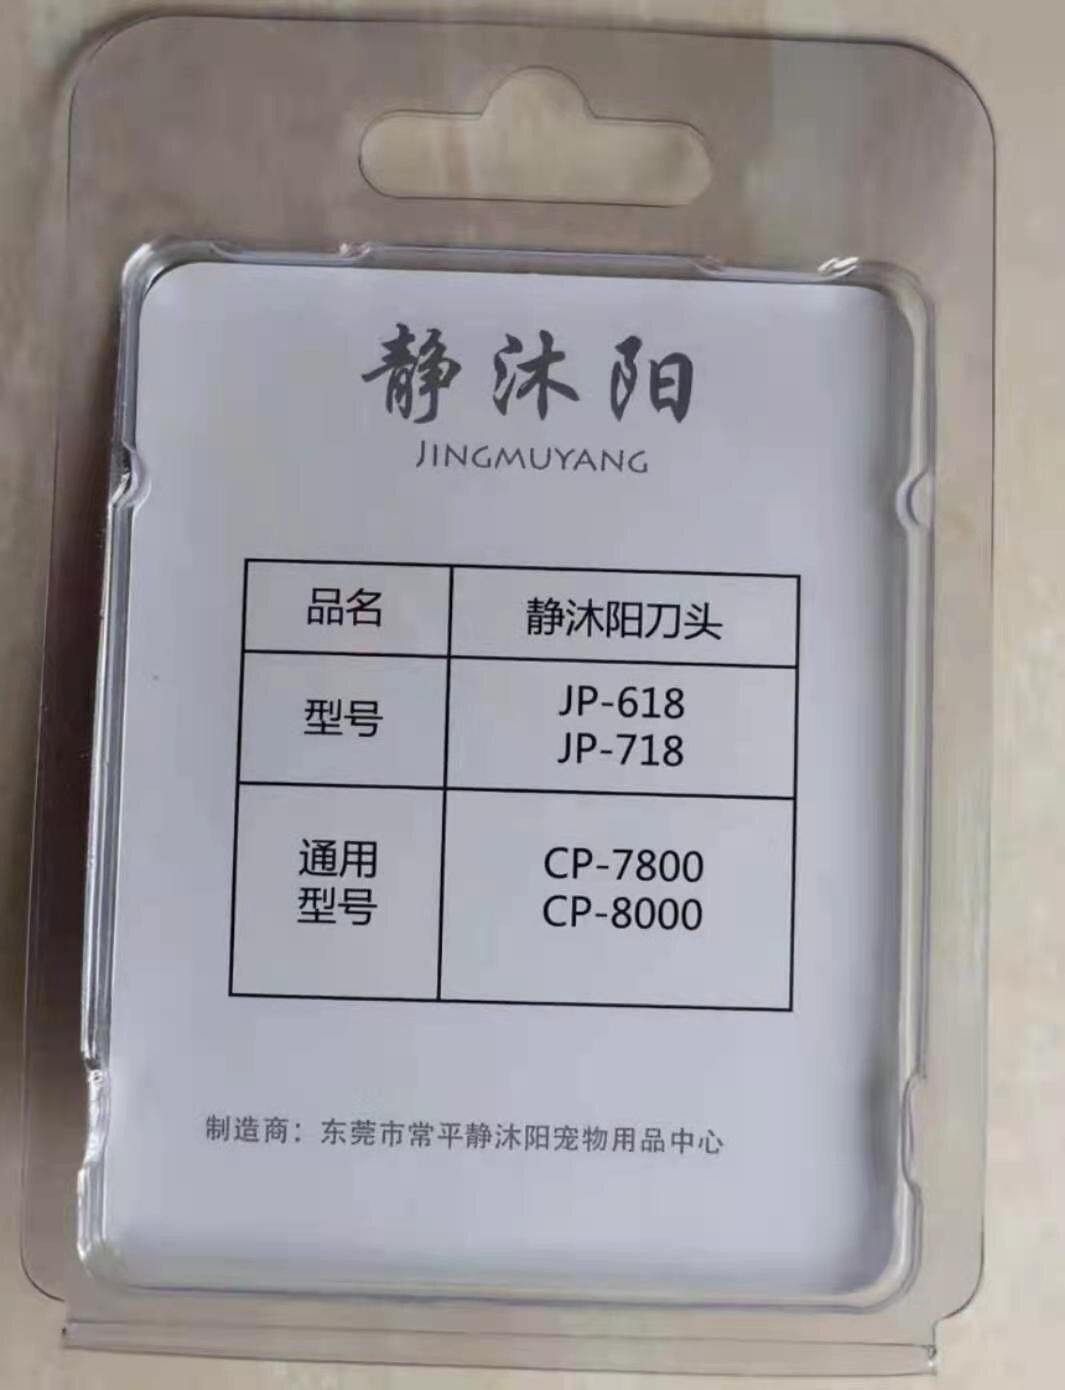 静沐阳
JINGMUYANG
品名
静沐阳刀头
型号
JP-618
JP-718
通用
型号
CP-7800
CP-8000
制造商：东莞市常平静沐阳宠物用品中心